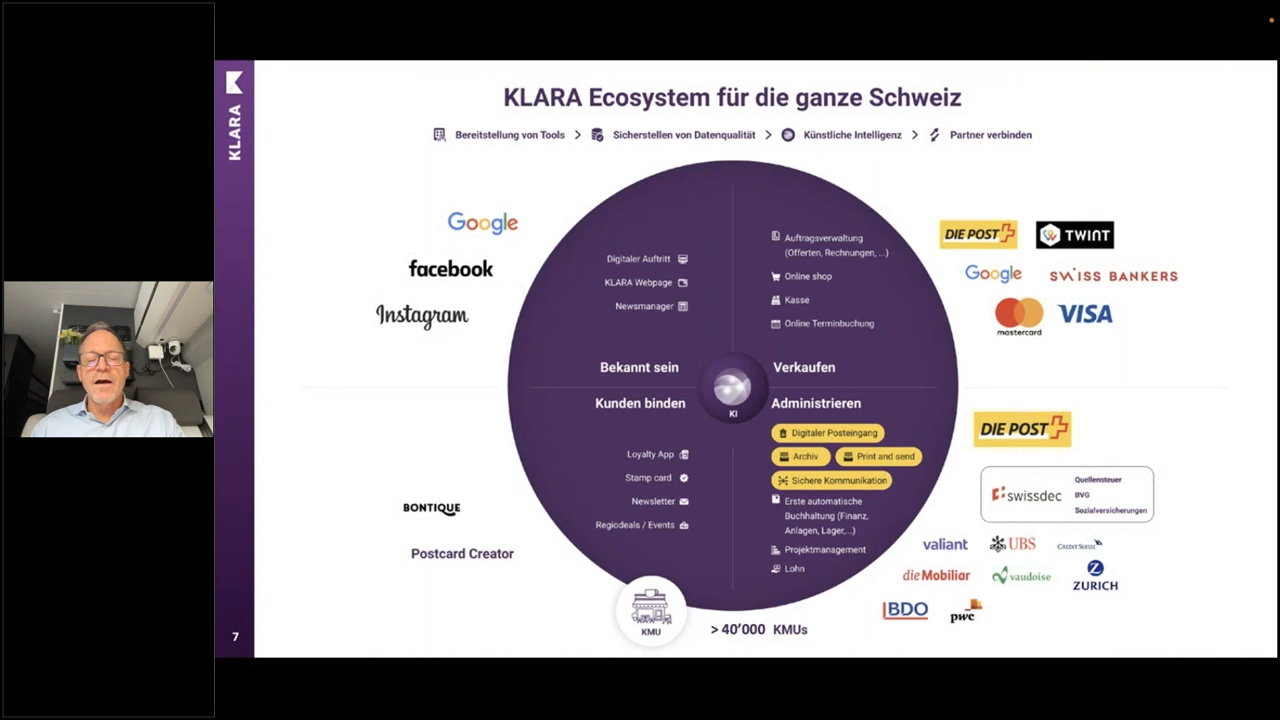 KLARA
KLARA Ecosystem für die ganze Schweiz
Bereitstellung von Tools
Sicherstellen von Datenqualität
Künstliche Intelligenz
Partner verbinden
Google
facebook
Instagram
Digitaler Auftritt
KLARA Webpage
Newsmanager
Bekannt sein
Auftragsverwaltung
(Offerten, Rechnungen, ...)
Online shop
Kasse
Online Terminbuchung
Verkaufen
DIE POST
TWINT
Google
SWISS BANKERS
mastercard
VISA
KI
Kunden binden
Loyalty App
Stamp card
Newsletter
Regiodeals / Events
BONTIQUE
Postcard Creator
Administrieren
Digitaler Posteingang
Archiv
Print and send
Sichere Kommunikation
Erste automatische
Buchhaltung (Finanz,
Anlagen, Lager,...)
Projektmanagement
Lohn
DIE POST
swissdec
Quellensteuer
BVG
Sozialversicherungen
valiant
UBS
CREDIT SUISSE
die Mobiliar
vaudoise
ZURICH
BDO
pwc
KMU
> 40’000 KMUs
7